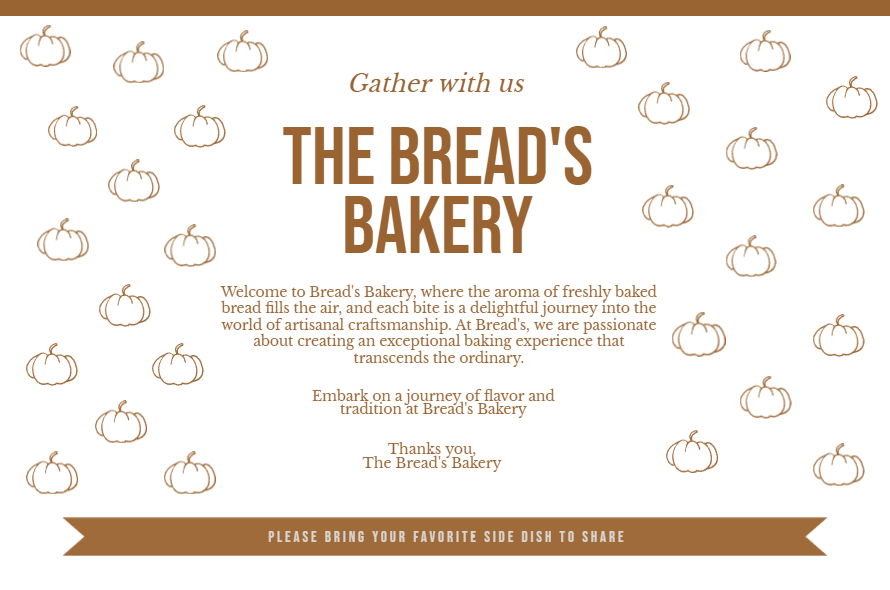 Gather with us
THE BREAD'S
BAKERY
Welcome to Bread's Bakery, where the aroma of freshly baked
bread fills the air, and each bite is a delightful journey into the
world of artisanal craftsmanship. At Bread's, we are passionate
about creating an exceptional baking experience that
transcends the ordinary.
Embark on a journey of flavor and
tradition at Bread's Bakery
Thanks you,
The Bread's Bakery
PLEASE BRING YOUR FAVORITE SIDE DISH TO SHARE